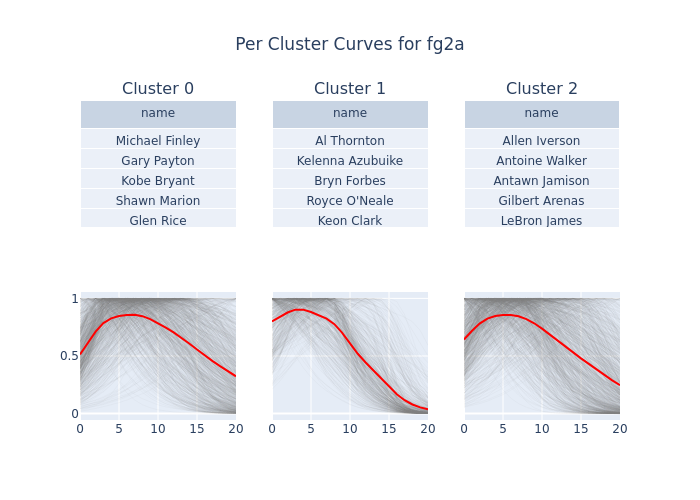 Per Cluster Curves for fg2a
Cluster 0
name
Michael Finley
Gary Payton
Kobe Bryant
Shawn Marion
Glen Rice
Cluster 1
name
Al Thornton
Kelenna Azubuike
Bryn Forbes
Royce O'Neale
Keon Clark
Cluster 2
name
Allen Iverson
Antoine Walker
Antawn Jamison
Gilbert Arenas
LeBron James
1
0.5
0
0 5 10 15 20
0 5 10 15 20
0 5 10 15 20